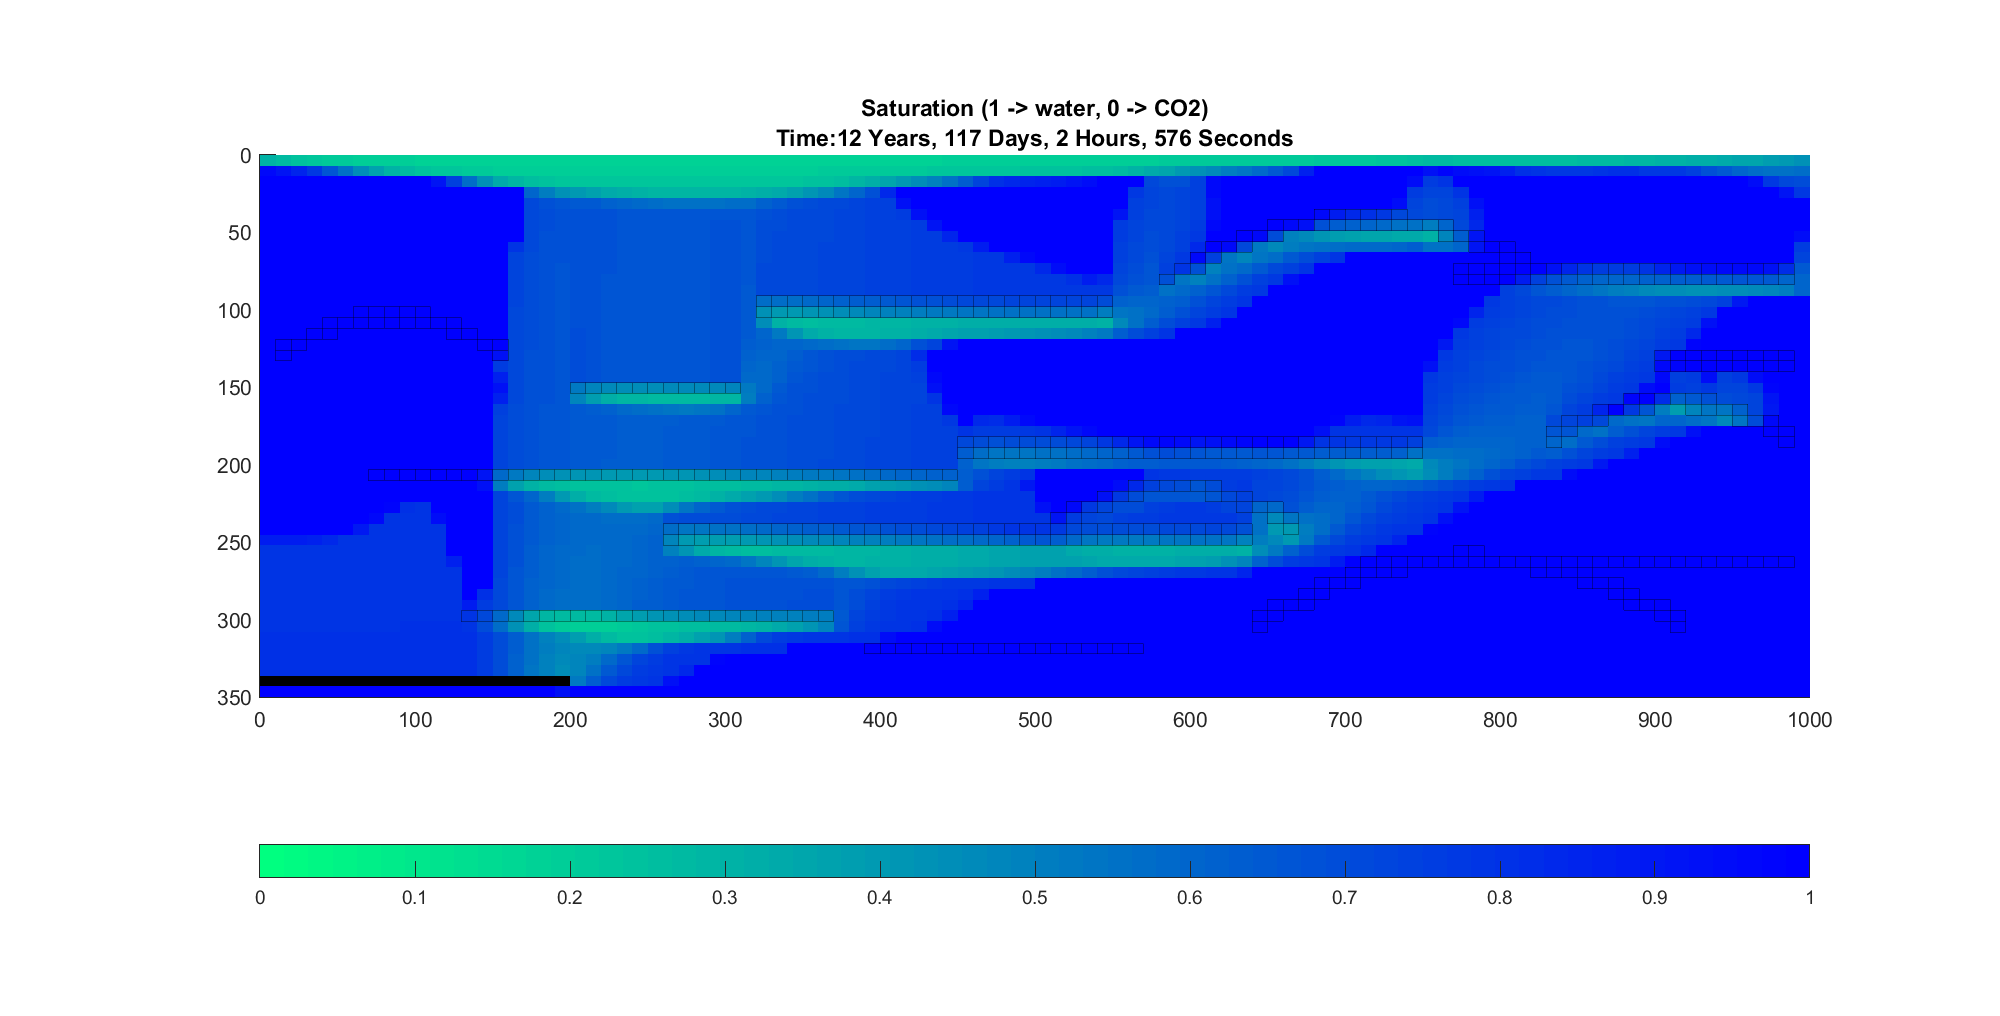 Saturation (1 -> water, 0 -> CO2)
Time:12 Years, 117 Days, 2 Hours, 576 Seconds
0
50
100
150
200
250
300
350
0 100 200 300 400 500 600 700 800 900 1000
0 0.1 0.2 0.3 0.4 0.5 0.6 0.7 0.8 0.9 1